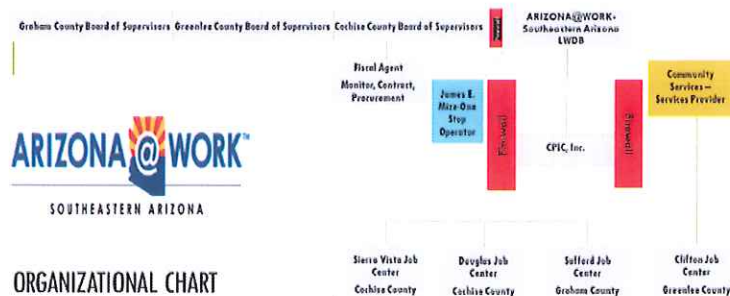 Graham County Board of Supervisors
Greenlee County Board of Supervisors
Cochise County Board of Supervisors
ARIZONA@WORK-
Southeastern Arizona
LWDB
Fiscal Agent
Monitor, Contract,
Procurement
James E.
Mize-One
Stop
Operator
Firewall
CPIC, Inc.
Firewall
Community
Services –
Services Provider
ARIZONA @ WORK™
SOUTHEASTERN ARIZONA
ORGANIZATIONAL CHART
Sierra Vista Job
Center
Cochise County
Douglas Job
Center
Cochise County
Safford Job
Center
Graham County
Clifton Job
Center
Greenlee County